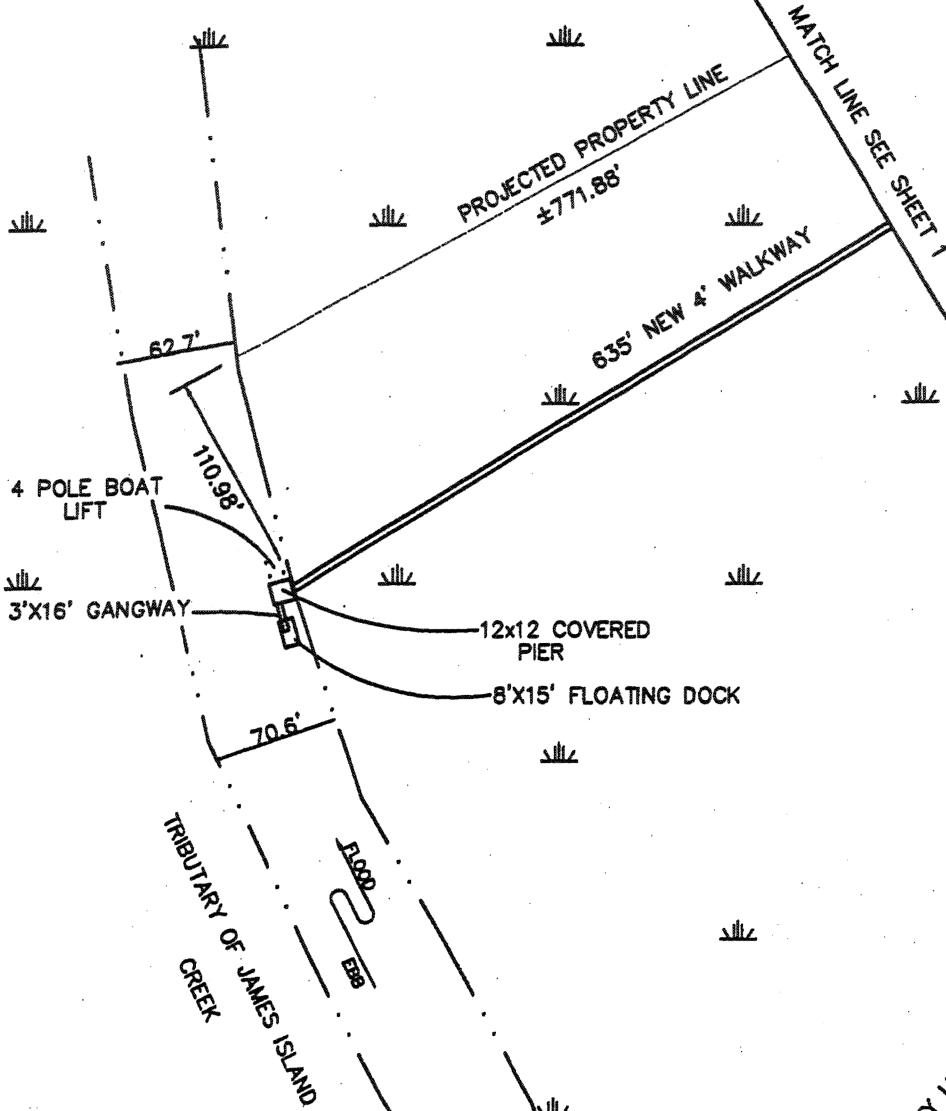 MATCH LINE SEE SHEET 1
PROJECTED PROPERTY LINE
±771.88'
635' NEW 4' WALKWAY
62.7'
110.98'
4 POLE BOAT
LIFT
3'X16' GANGWAY
12x12 COVERED
PIER
8'X15' FLOATING DOCK
70.6'
FLOOD
EBB
TRIBUTARY OF JAMES ISLAND
CREEK